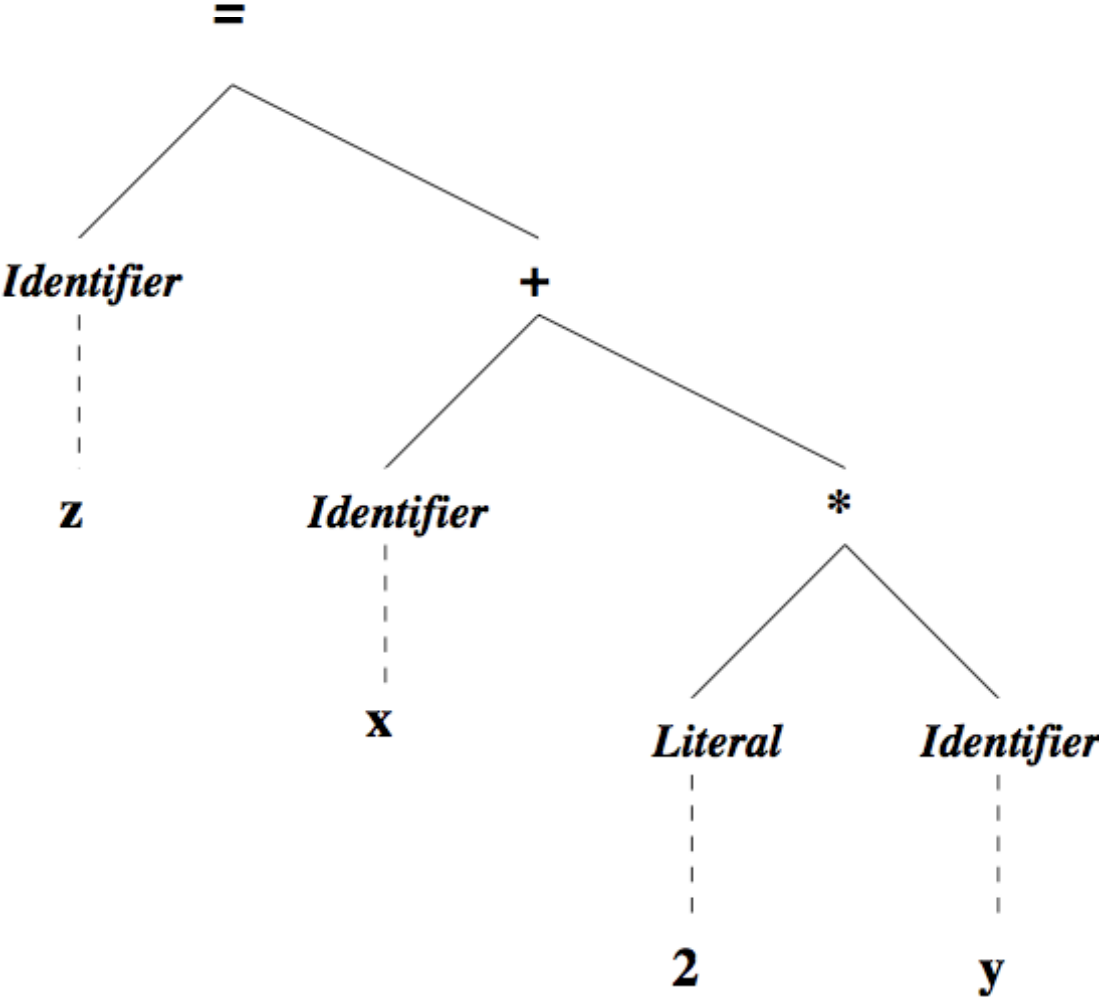 =
Identifier +
z Identifier *
x Literal Identifier
2 y